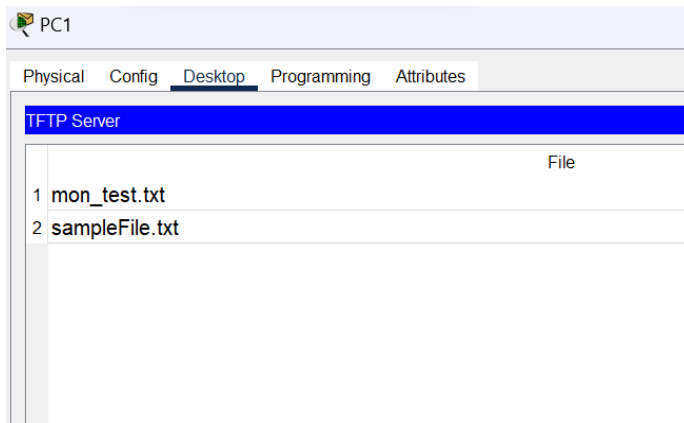 PC1
Physical Config Desktop Programming Attributes
TFTP Server
File
1 mon_test.txt
2 sampleFile.txt